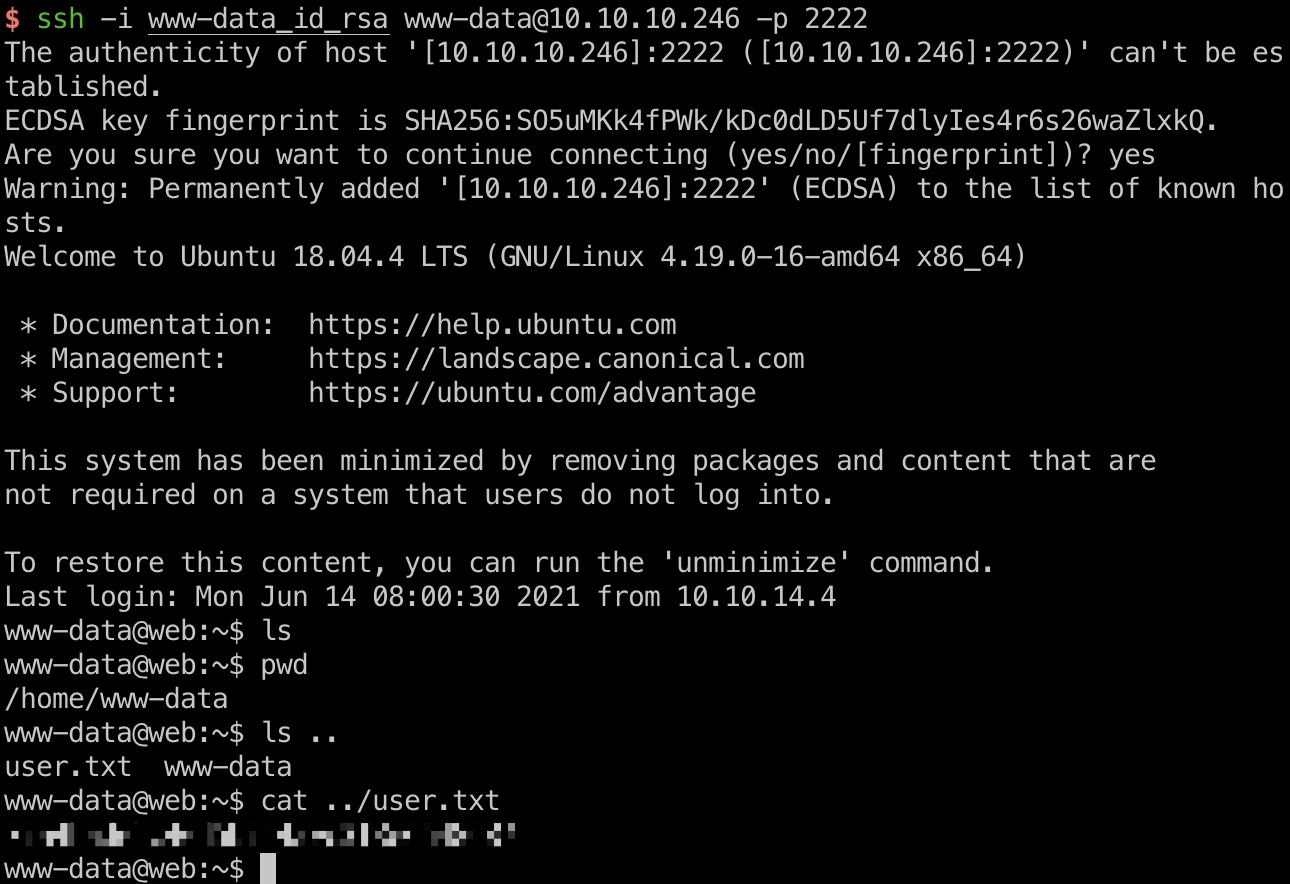 $ ssh -i www-data_id_rsa www-data@10.10.10.246 -p 2222
The authenticity of host '[10.10.10.246]:2222 ([10.10.10.246]:2222)' can't be es
tablished.
ECDSA key fingerprint is SHA256:SO5uMKk4fPWk/kDc0dLD5Uf7dlyIes4r6s26waZlxkQ.
Are you sure you want to continue connecting (yes/no/[fingerprint])? yes
Warning: Permanently added '[10.10.10.246]:2222' (ECDSA) to the list of known ho
sts.
Welcome to Ubuntu 18.04.4 LTS (GNU/Linux 4.19.0-16-amd64 x86_64)
* Documentation:  https://help.ubuntu.com
* Management:     https://landscape.canonical.com
* Support:        https://ubuntu.com/advantage
This system has been minimized by removing packages and content that are
not required on a system that users do not log into.
To restore this content, you can run the 'unminimize' command.
Last login: Mon Jun 14 08:00:30 2021 from 10.10.14.4
www-data@web:~$ ls
www-data@web:~$ pwd
/home/www-data
www-data@web:~$ ls ..
user.txt  www-data
www-data@web:~$ cat ../user.txt
www-data@web:~$